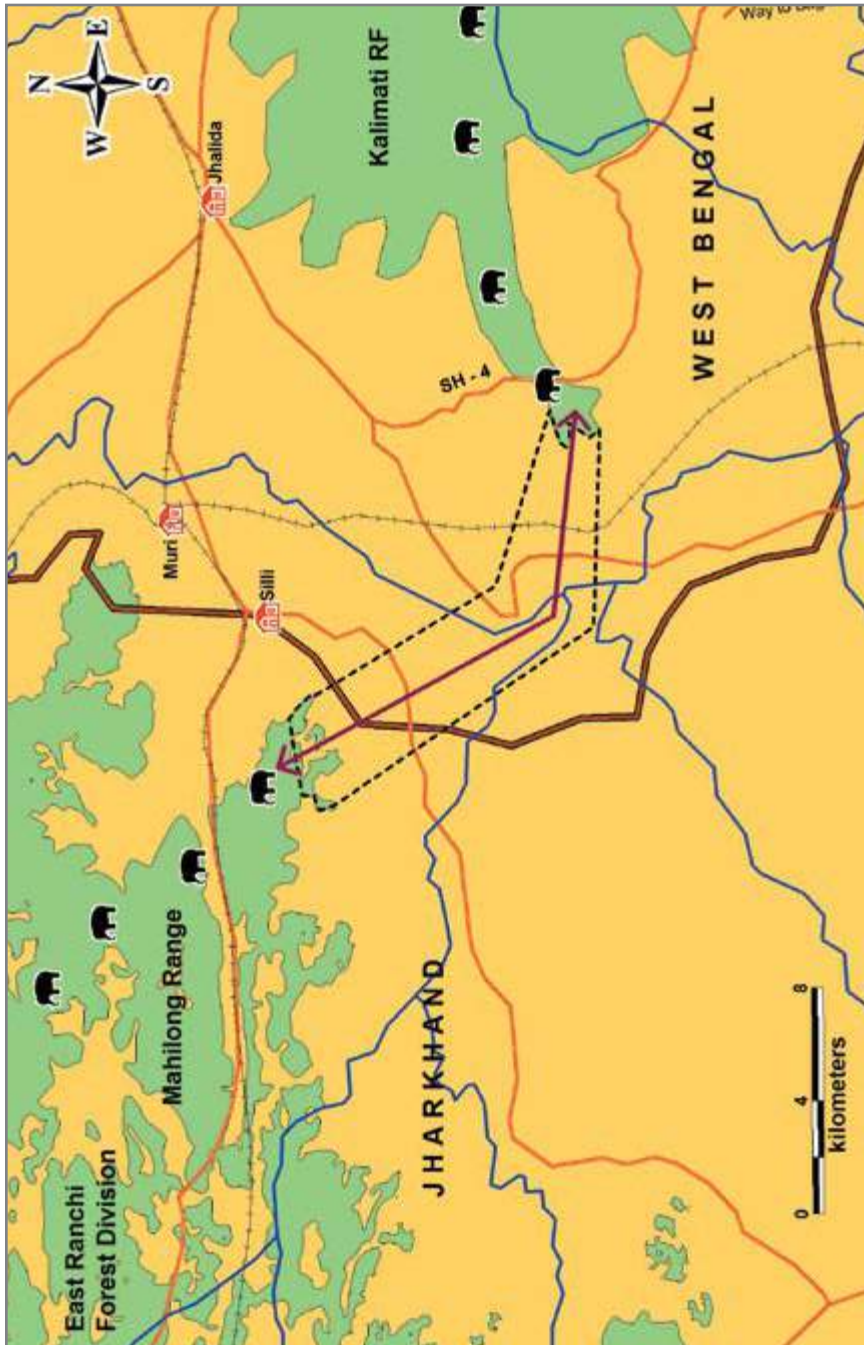 East Ranchi
Forest Division
N
W E
S
Mahilong Range
Muri
Jhalida
Silli
Kalimati RF
JHARKHAND
SH - 4
WEST BENGAL
Way to
0 4 8
kilometers